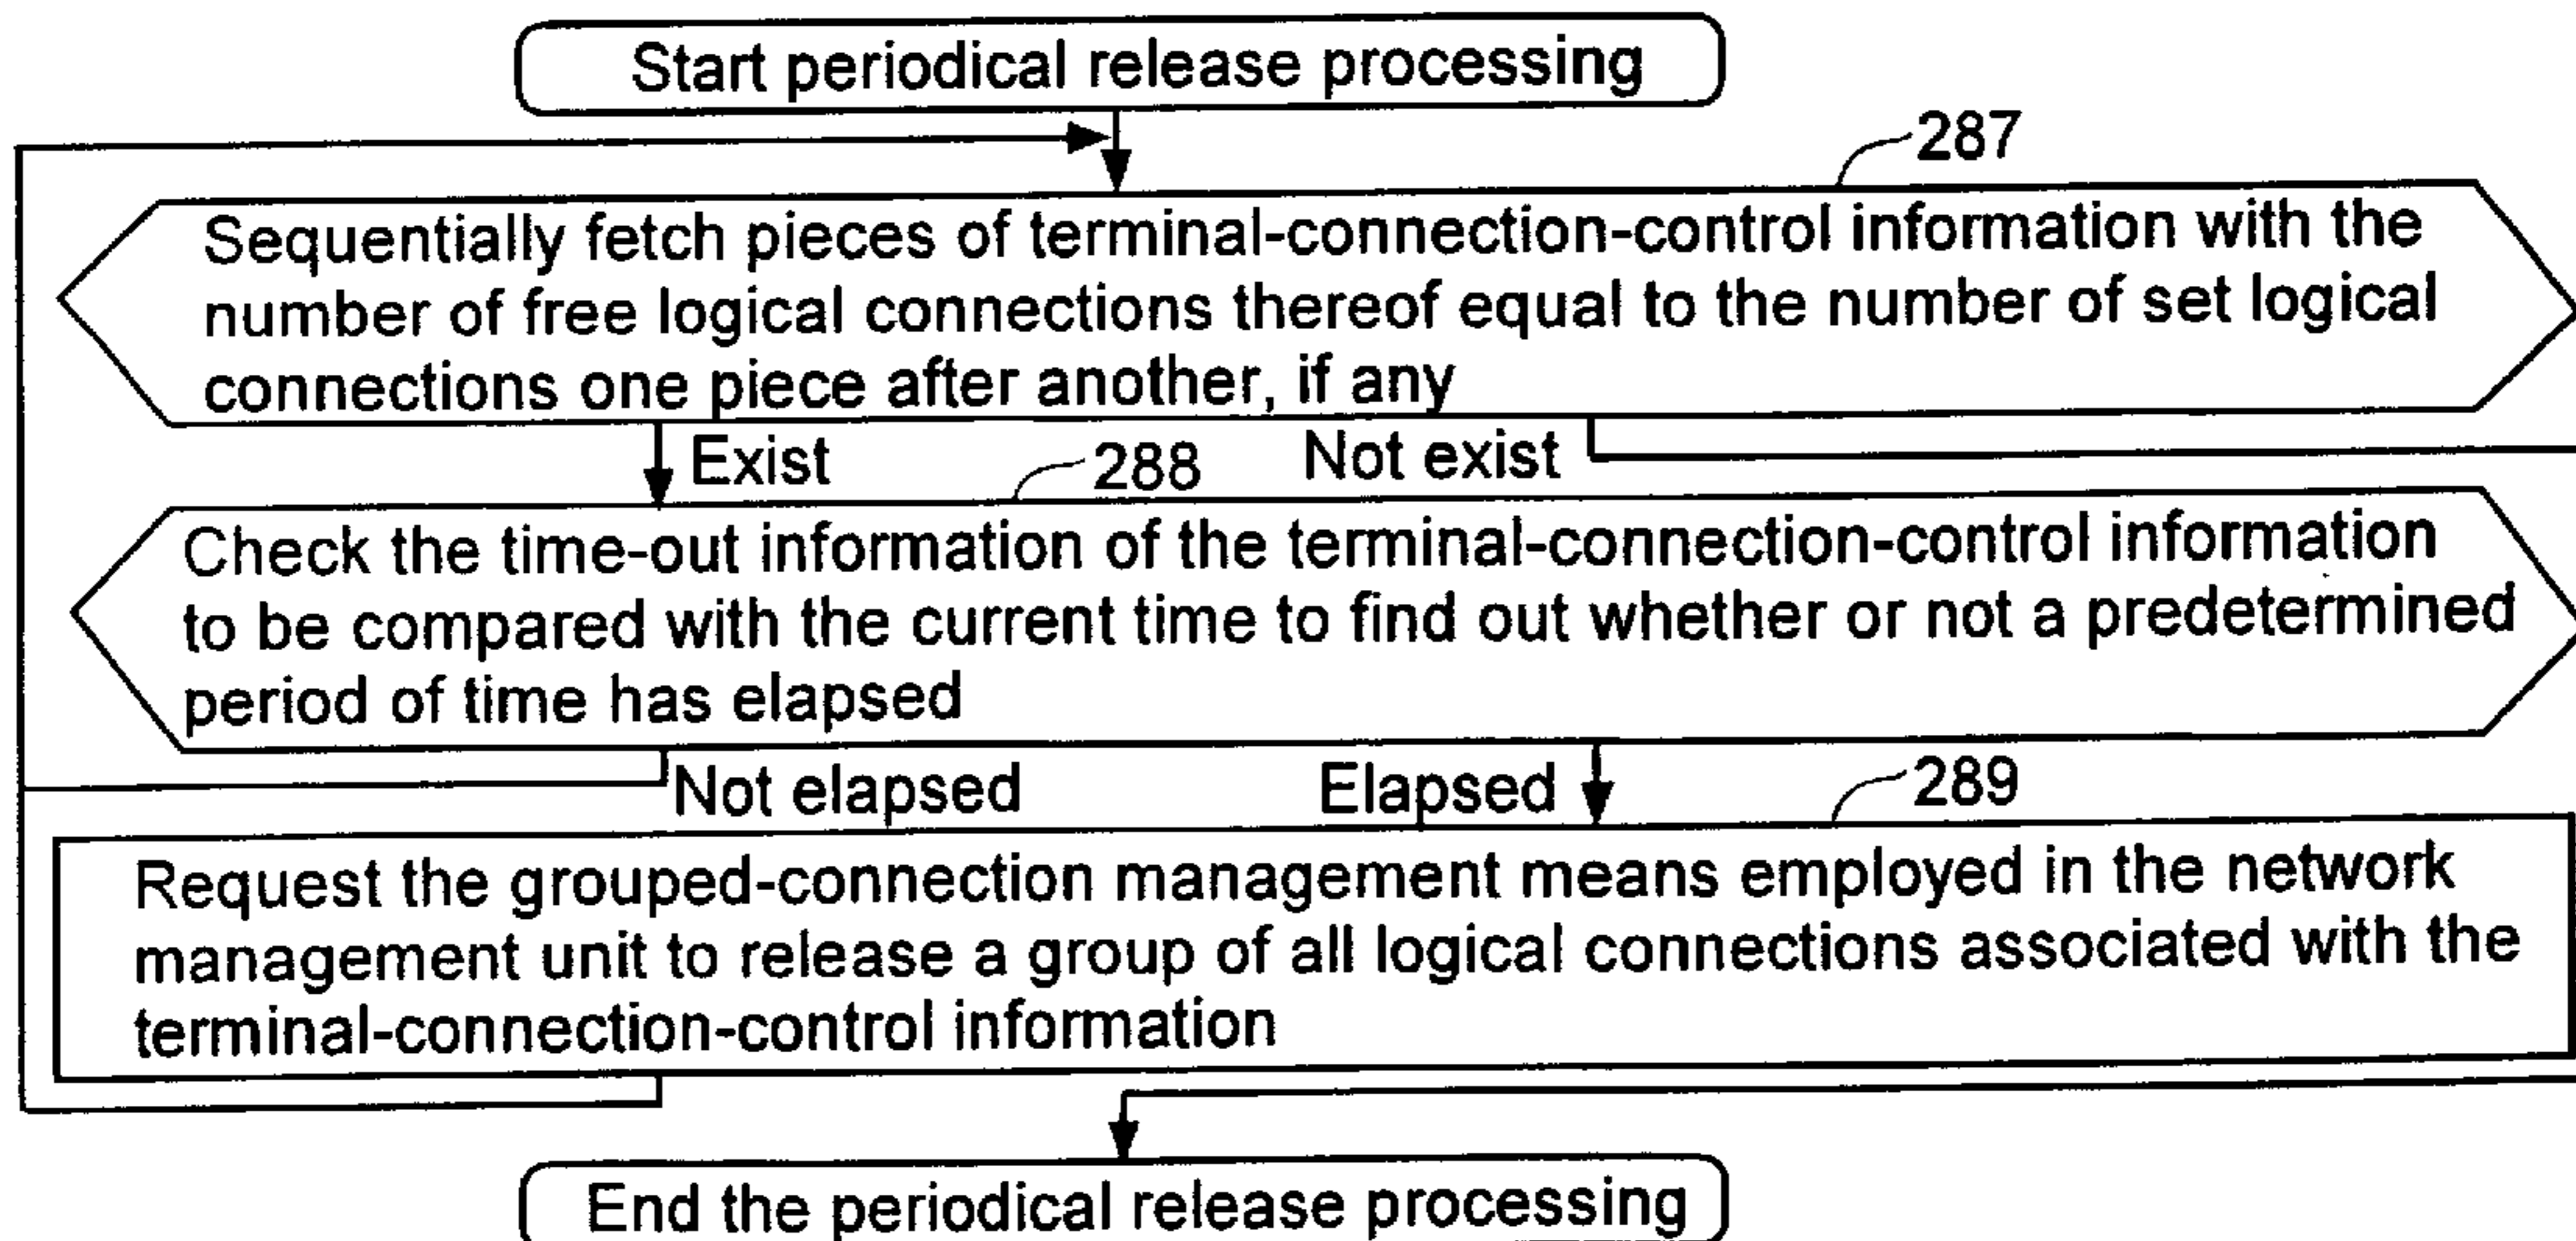 Start periodical release processing
287
Sequentially fetch pieces of terminal-connection-control information with the
number of free logical connections thereof equal to the number of set logical
connections one piece after another, if any
Exist
288
Not exist
Check the time-out information of the terminal-connection-control information
to be compared with the current time to find out whether or not a predetermined
period of time has elapsed
Not elapsed
Elapsed
289
Request the grouped-connection management means employed in the network
management unit to release a group of all logical connections associated with the
terminal-connection-control information
End the periodical release processing